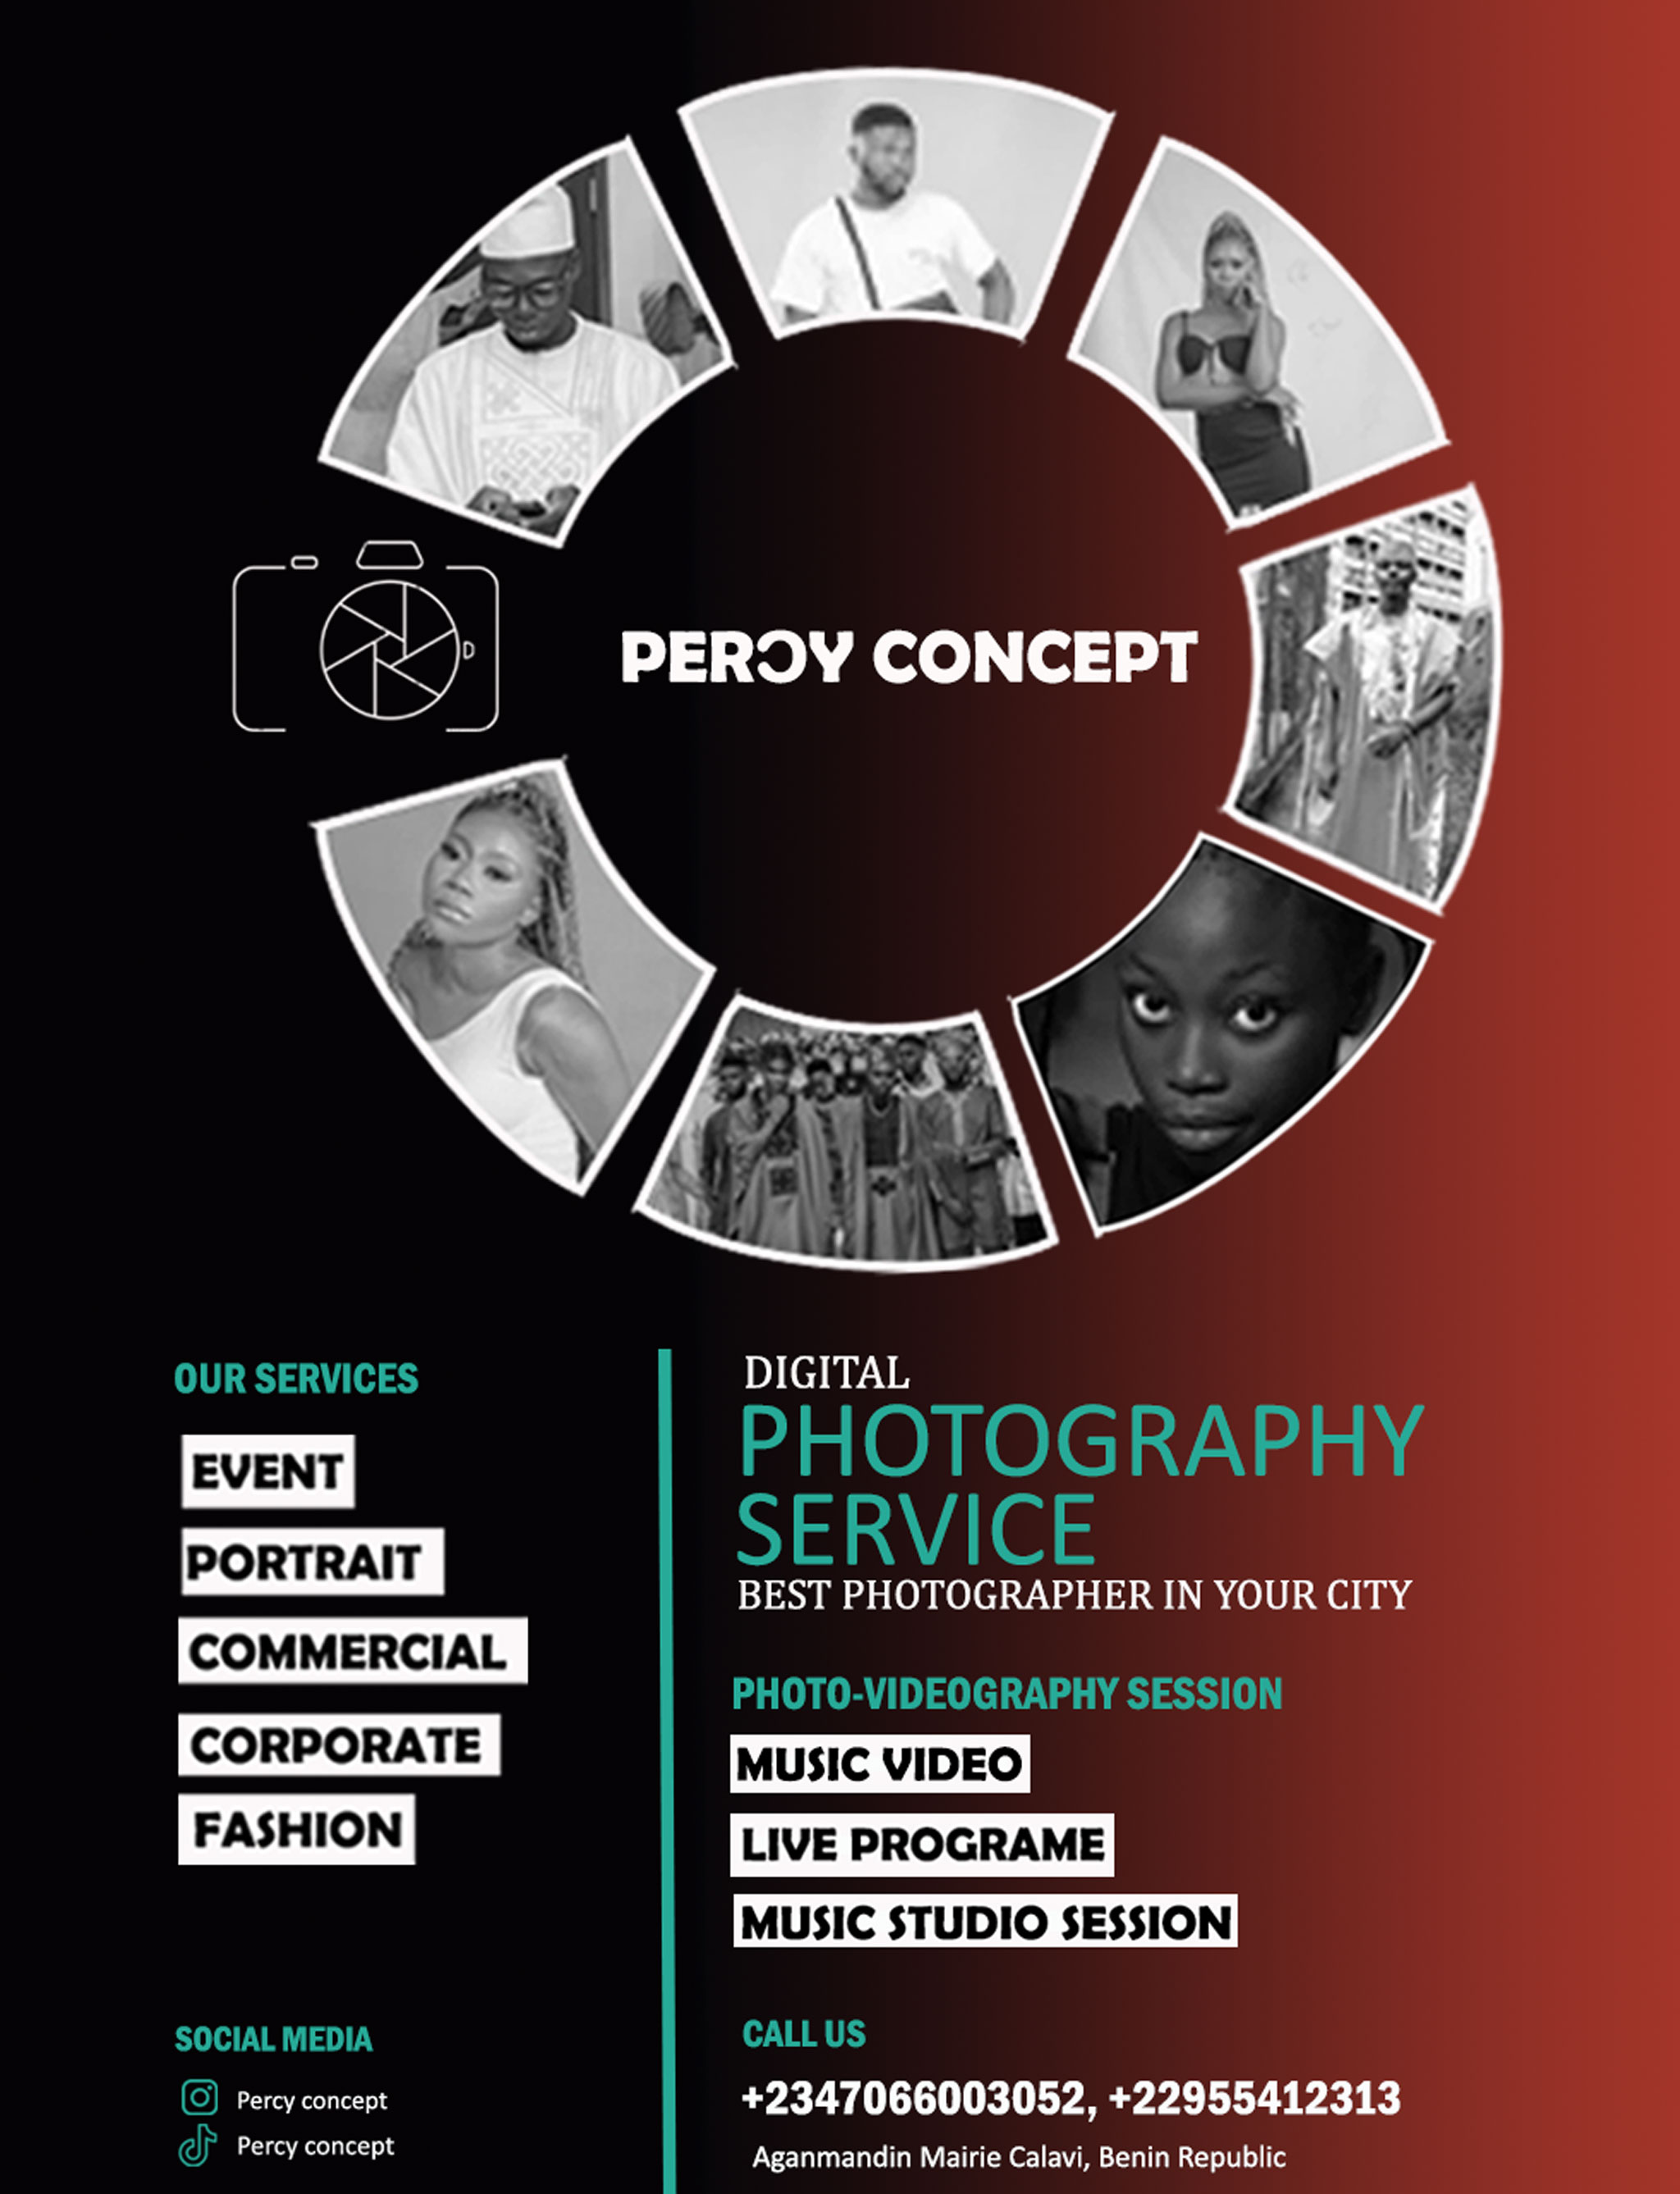 PERCY CONCEPT
OUR SERVICES
EVENT
PORTRAIT
COMMERCIAL
CORPORATE
FASHION
SOCIAL MEDIA
Percy concept
Percy concept
DIGITAL
PHOTOGRAPHY
SERVICE
BEST PHOTOGRAPHER IN YOUR CITY
PHOTO-VIDEOGRAPHY SESSION
MUSIC VIDEO
LIVE PROGRAME
MUSIC STUDIO SESSION
CALL US
+2347066003052, +22955412313
Aganmandin Mairie Calavi, Benin Republic